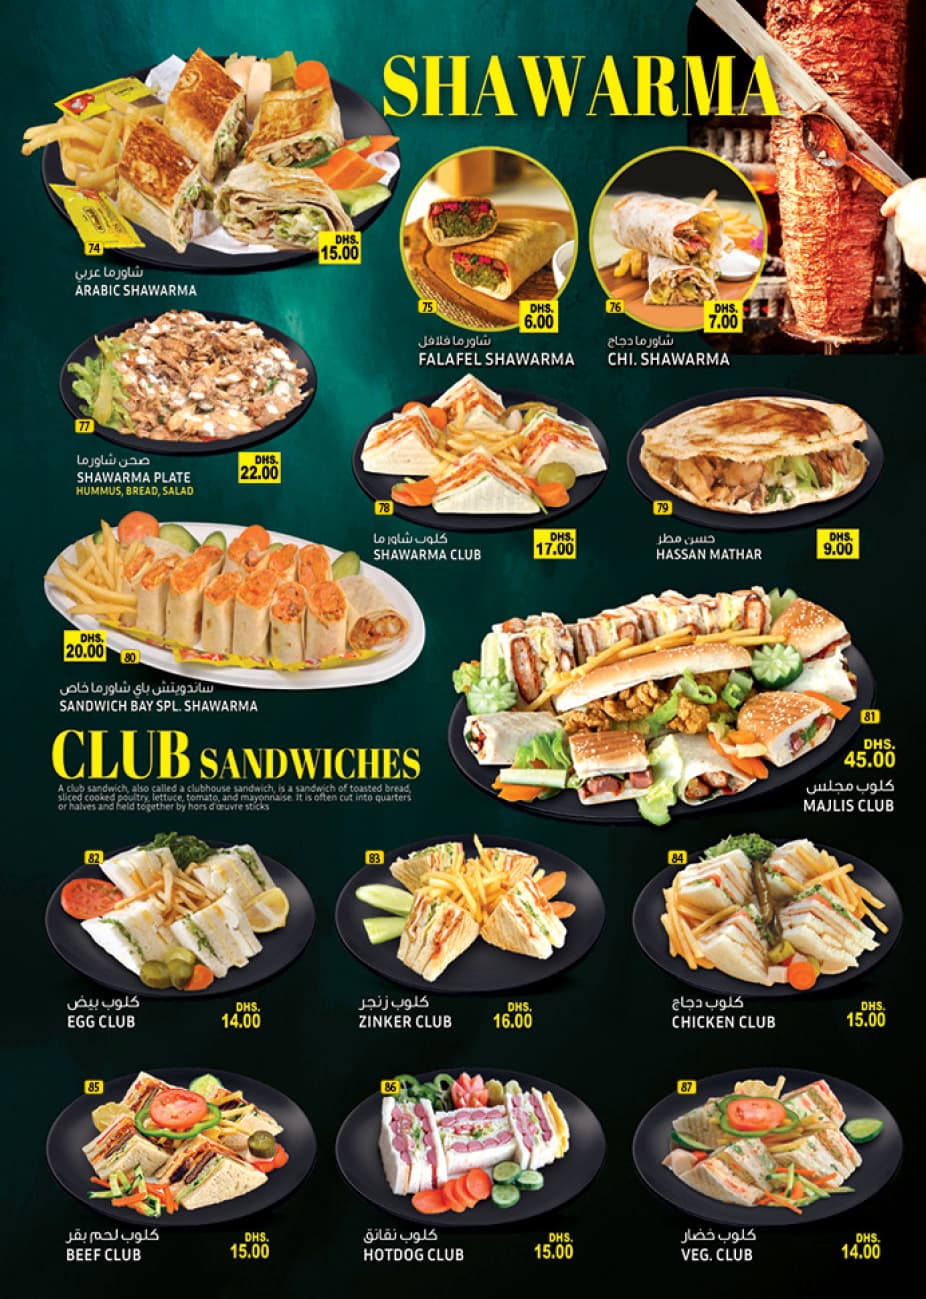 SHAWARMA
74
DHS.
15.00
شاورما عربي
ARABIC SHAWARMA
75
DHS.
6.00
شاورما فلافل
FALAFEL SHAWARMA
76
DHS.
7.00
شاورما دجاج
CHI. SHAWARMA
77
صحن شاورما
SHAWARMA PLATE
HUMMUS, BREAD, SALAD
DHS.
22.00
78
كلوب شاورما
SHAWARMA CLUB
DHS.
17.00
79
حسن مطر
HASSAN MATHAR
DHS.
9.00
DHS.
20.00
80
ساندويتش باي شاورما خاص
SANDWICH BAY SPL. SHAWARMA
81
DHS.
45.00
كلوب مجلس
MAJLIS CLUB
CLUB SANDWICHES
A club sandwich, also called a clubhouse sandwich, is a sandwich of toasted bread,
sliced cooked poultry, lettuce, tomato, and mayonnaise. It is often cut into quarters
or halves and held together by hors d'œuvre sticks
82
كلوب بيض
EGG CLUB
DHS.
14.00
83
كلوب زنجر
ZINKER CLUB
DHS.
16.00
84
كلوب دجاج
CHICKEN CLUB
DHS.
15.00
85
كلوب لحم بقر
BEEF CLUB
DHS.
15.00
86
كلوب نقانق
HOTDOG CLUB
DHS.
15.00
87
كلوب خضار
VEG. CLUB
DHS.
14.00